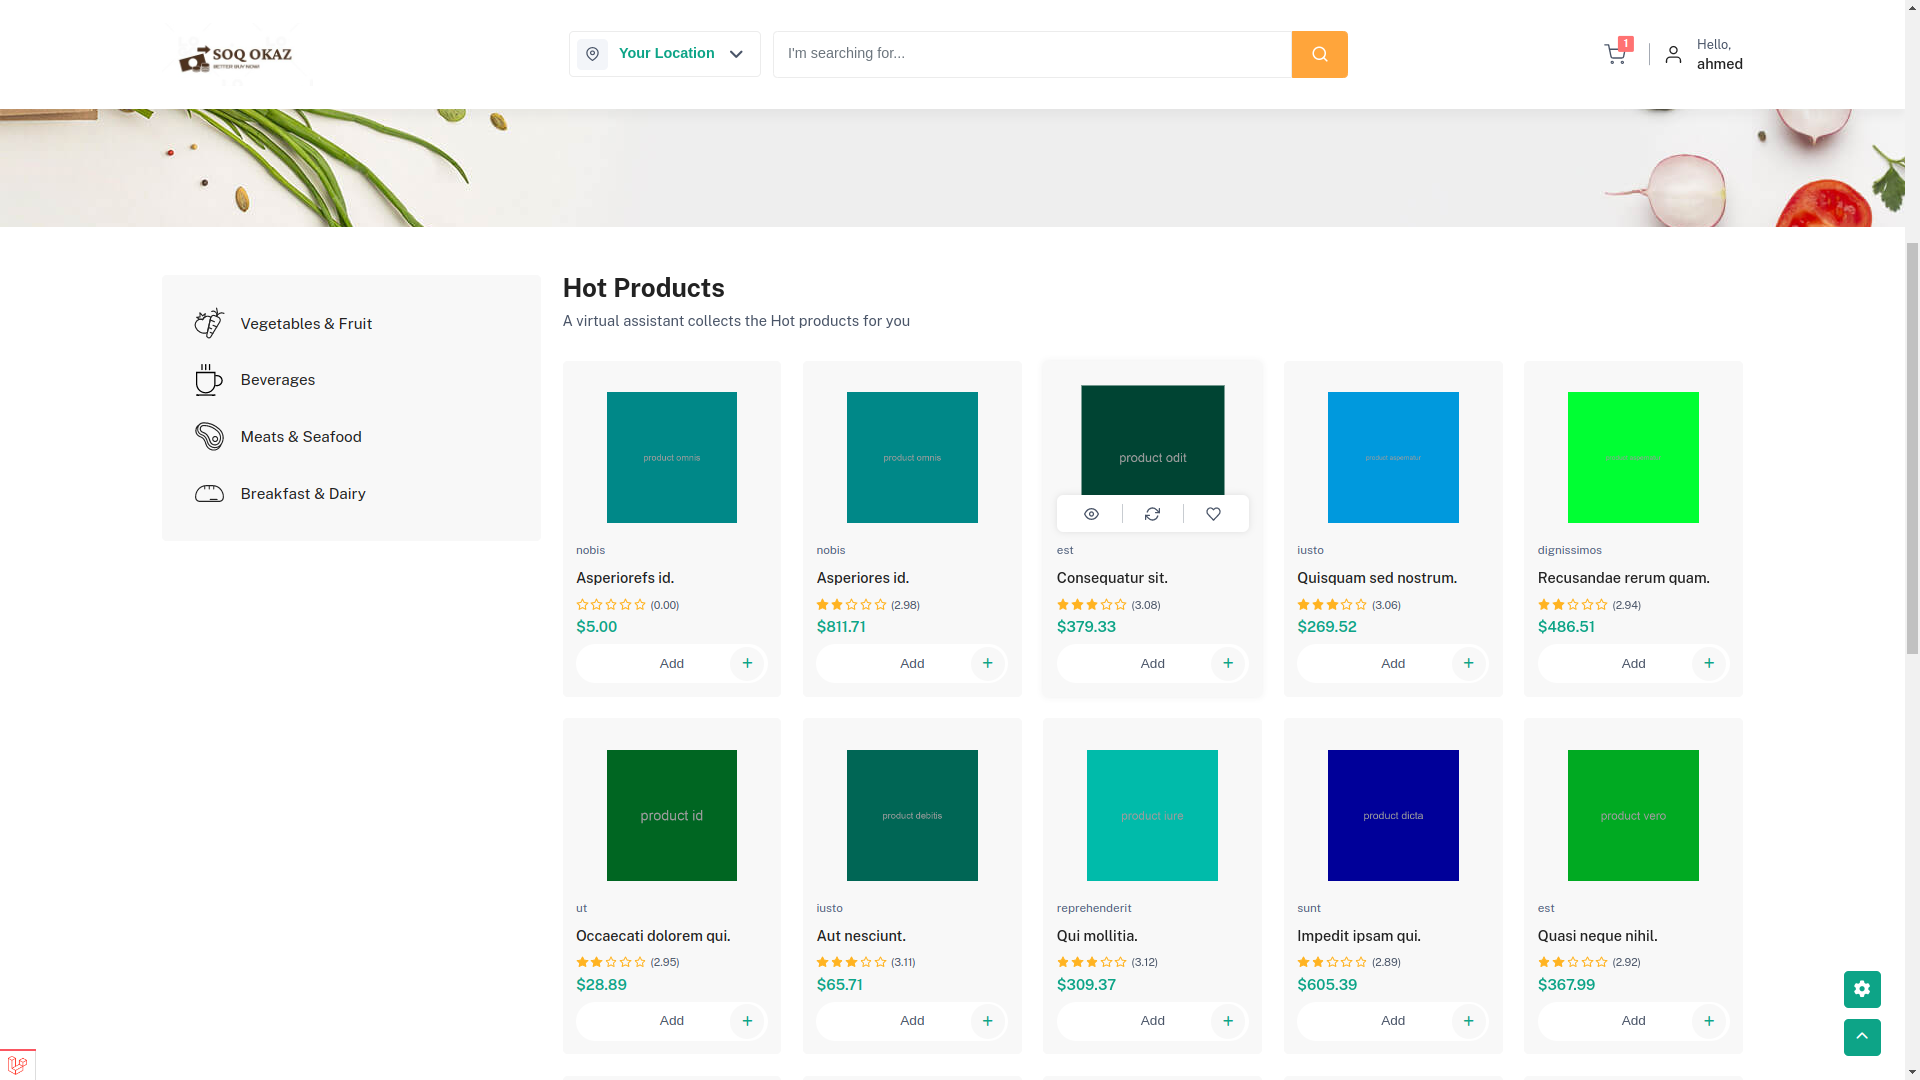 SOQ OKAZ
BETTER BUY NOW!
Your Location
I'm searching for...
1
Hello,
ahmed
Vegetables & Fruit
Beverages
Meats & Seafood
Breakfast & Dairy
Hot Products
A virtual assistant collects the Hot products for you
product omnis
nobis
Asperiorefs id.
(0.00)
$5.00
Add +
product omnis
nobis
Asperiores id.
(2.98)
$811.71
Add +
product odit
est
Consequatur sit.
(3.08)
$379.33
Add +
iusto
Quisquam sed nostrum.
(3.06)
$269.52
Add +
dignissimos
Recusandae rerum quam.
(2.94)
$486.51
Add +
product id
ut
Occaecati dolorem qui.
(2.95)
$28.89
Add +
product debitis
iusto
Aut nesciunt.
(3.11)
$65.71
Add +
product iure
reprehenderit
Qui mollitia.
(3.12)
$309.37
Add +
product dicta
sunt
Impedit ipsam qui.
(2.89)
$605.39
Add +
product vero
est
Quasi neque nihil.
(2.92)
$367.99
Add +